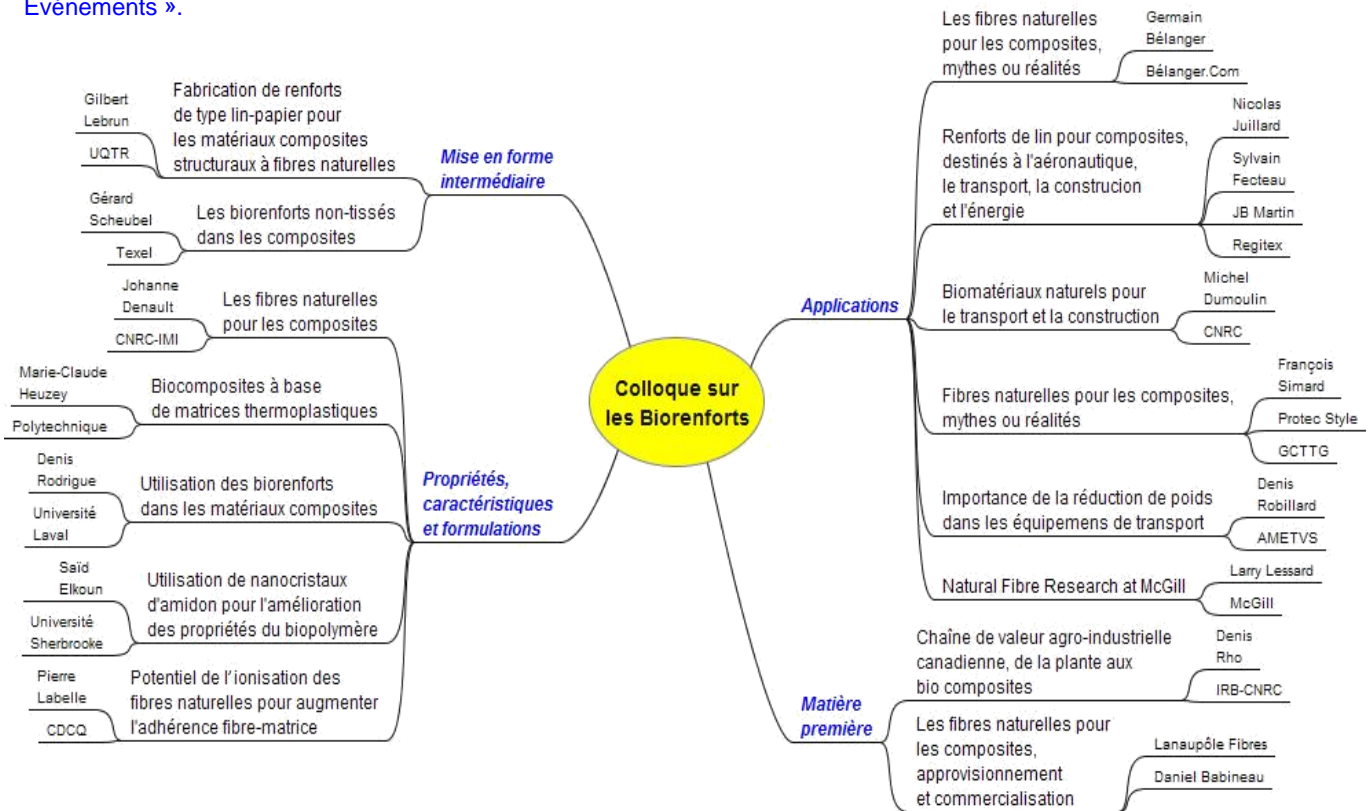 Evénements ».
Colloque sur
les Biorenforts
Mise en forme
intermédiaire
Fabrication de renforts
de type lin-papier pour
les matériaux composites
structuraux à fibres naturelles
Gilbert
Lebrun
UQTR
Les biorenforts non-tissés
dans les composites
Gérard
Scheubel
Texel
Propriétés,
caractéristiques
et formulations
Les fibres naturelles
pour les composites
Johanne
Denault
CNRC-IMI
Biocomposites à base
de matrices thermoplastiques
Marie-Claude
Heuzey
Polytechnique
Utilisation des biorenforts
dans les matériaux composites
Denis
Rodrigue
Université
Laval
Utilisation de nanocristaux
d'amidon pour l'amélioration
des propriétés du biopolymère
Saïd
Elkoun
Université
Sherbrooke
Potentiel de l'ionisation des
fibres naturelles pour augmenter
l'adhérence fibre-matrice
Pierre
Labelle
CDCQ
Applications
Les fibres naturelles
pour les composites,
mythes ou réalités
Germain
Bélanger
Bélanger.Com
Renforts de lin pour composites,
destinés à l'aéronautique,
le transport, la construcion
et l'énergie
Nicolas
Juillard
Sylvain
Fecteau
JB Martin
Regitex
Biomatériaux naturels pour
le transport et la construction
Michel
Dumoulin
CNRC
Fibres naturelles pour les composites,
mythes ou réalités
François
Simard
Protec Style
GCTTG
Importance de la réduction de poids
dans les équipemens de transport
Denis
Robillard
AMETVS
Natural Fibre Research at McGill
Larry Lessard
McGill
Matière
première
Chaîne de valeur agro-industrielle
canadienne, de la plante aux
bio composites
Denis
Rho
IRB-CNRC
Les fibres naturelles pour
les composites,
approvisionnement
et commercialisation
Lanaupôle Fibres
Daniel Babineau